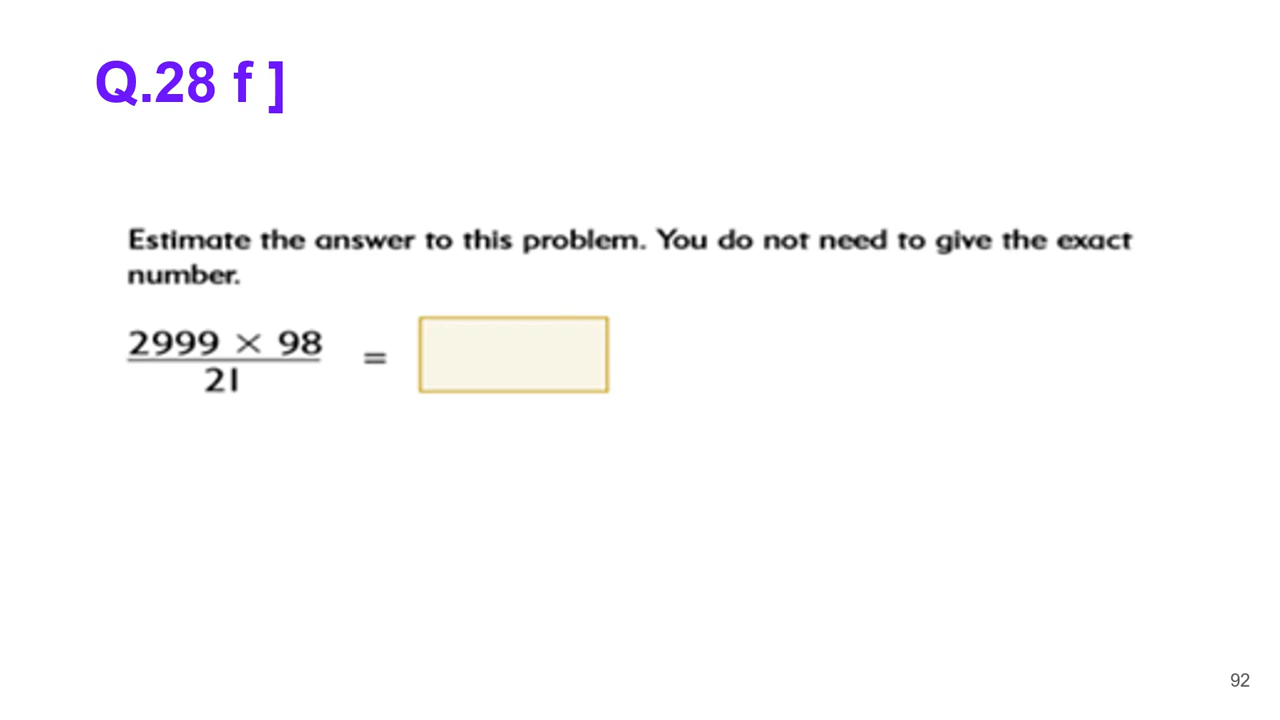 Q.28 f ]
Estimate the answer to this problem. You do not need to give the exact
number.
2999 × 98
=
21
92